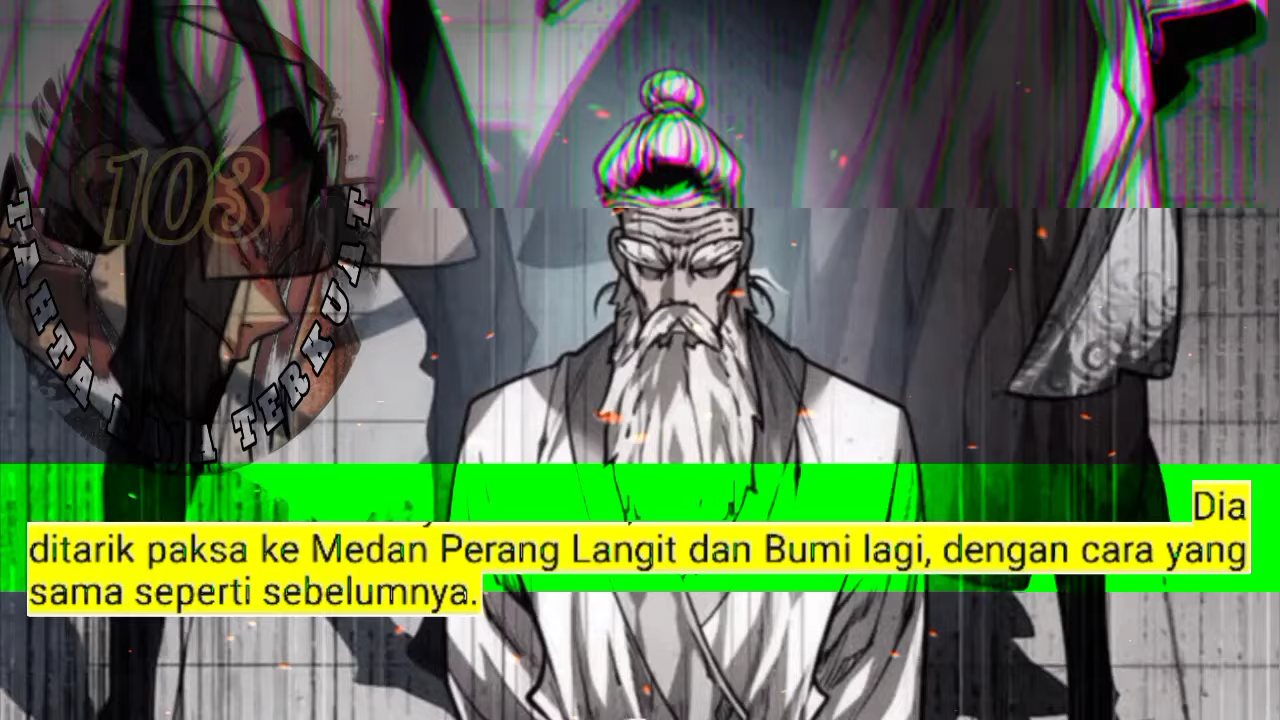 103
TAHTA TERKUAT
Dia
ditarik paksa ke Medan Perang Langit dan Bumi lagi, dengan cara yang
sama seperti sebelumnya.